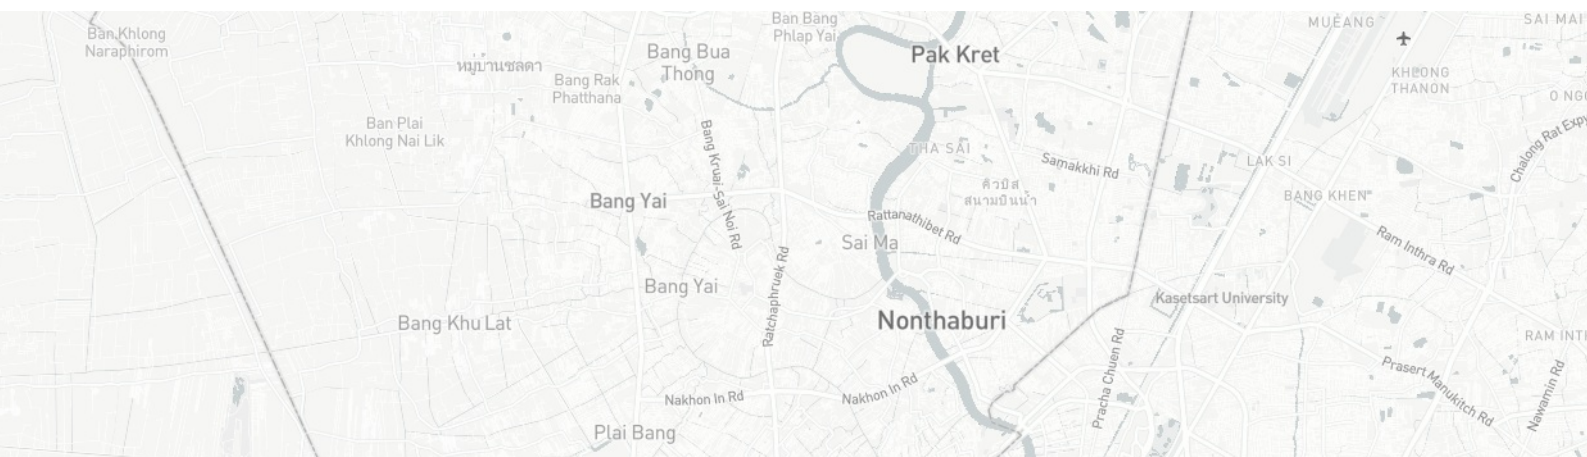 Ban Khlong
Naraphirom
Ban Bang
Phlap Yai
MUEANG
SAI MAI
Bang Bua
Thong
Pak Kret
หมู่บานชลดา
Bang Rak
Phatthana
KHLONG
THANON
Ban Plai
Khlong Nai Lik
Chalong Rat Expy
THA SAI
Samakkhi Rd
LAK SI
คิวบิส
สนามบินน้ำ
BANG KHEN
Bang Kruai-Sai Noi Rd
Bang Yai
Rattanathibet Rd
Sai Ma
Ram Inthra Rd
Ratchaphruek Rd
Bang Yai
Kasetsart University
Bang Khu Lat
Nonthaburi
RAM INT
Pracha Chuen Rd
Prasert Manukitch Rd
Nawamin Rd
Nakhon In Rd
Nakhon In Rd
Plai Bang